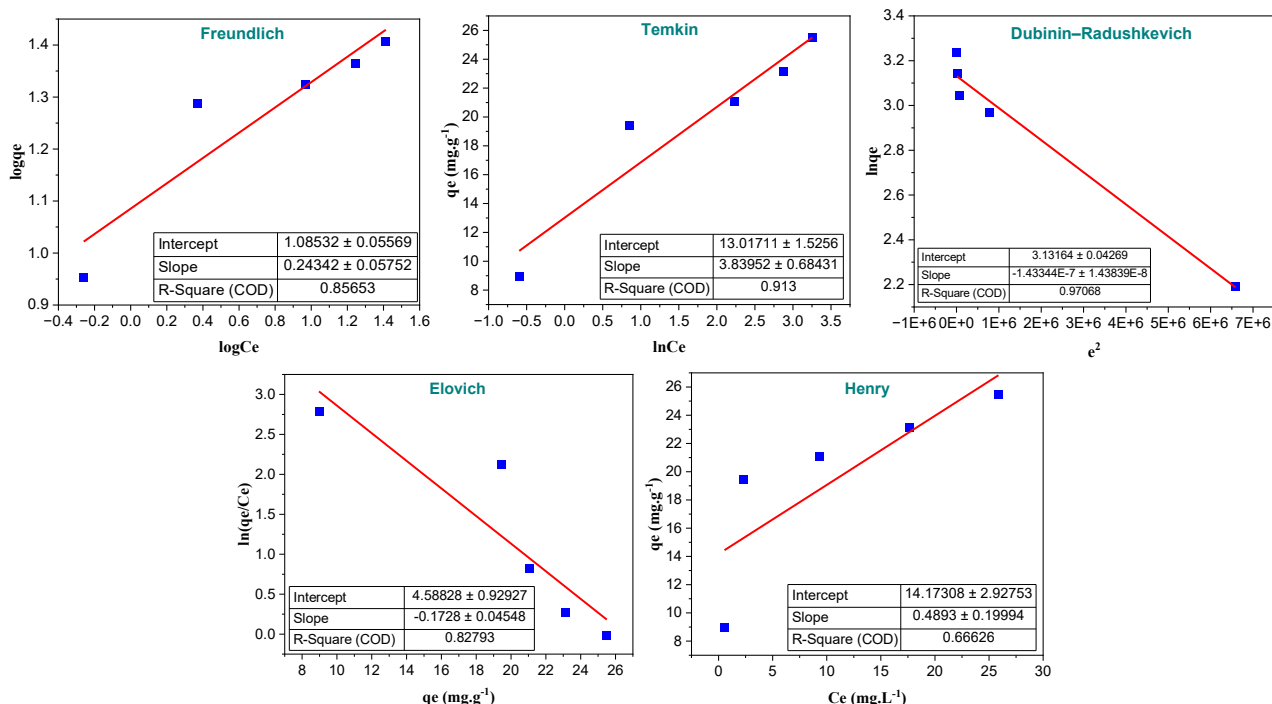 Freundlich
logqe
1.4
1.3
1.2
1.1
1.0
0.9
Intercept 1.08532 ± 0.05569
Slope 0.24342 ± 0.05752
R-Square (COD) 0.85653
−0.4 −0.2 0.0 0.2 0.4 0.6 0.8 1.0 1.2 1.4 1.6
logCe
Temkin
qe (mg.g⁻¹)
26
24
22
20
18
16
14
12
10
8
Intercept 13.01711 ± 1.5256
Slope 3.83952 ± 0.68431
R-Square (COD) 0.913
−1.0 −0.5 0.0 0.5 1.0 1.5 2.0 2.5 3.0 3.5
lnCe
Dubinin–Radushkevich
lnqe
3.4
3.2
3.0
2.8
2.6
2.4
2.2
Intercept 3.13164 ± 0.04269
Slope -1.43344E-7 ± 1.43839E-8
R-Square (COD) 0.97068
−1E+6 0E+0 1E+6 2E+6 3E+6 4E+6 5E+6 6E+6 7E+6
e²
Elovich
ln(qe/Ce)
3.0
2.5
2.0
1.5
1.0
0.5
0.0
Intercept 4.58828 ± 0.92927
Slope -0.1728 ± 0.04548
R-Square (COD) 0.82793
8 10 12 14 16 18 20 22 24 26
qe (mg.g⁻¹)
Henry
qe (mg.g⁻¹)
26
24
22
20
18
16
14
12
10
8
Intercept 14.17308 ± 2.92753
Slope 0.4893 ± 0.19994
R-Square (COD) 0.66626
0 5 10 15 20 25 30
Ce (mg.L⁻¹)